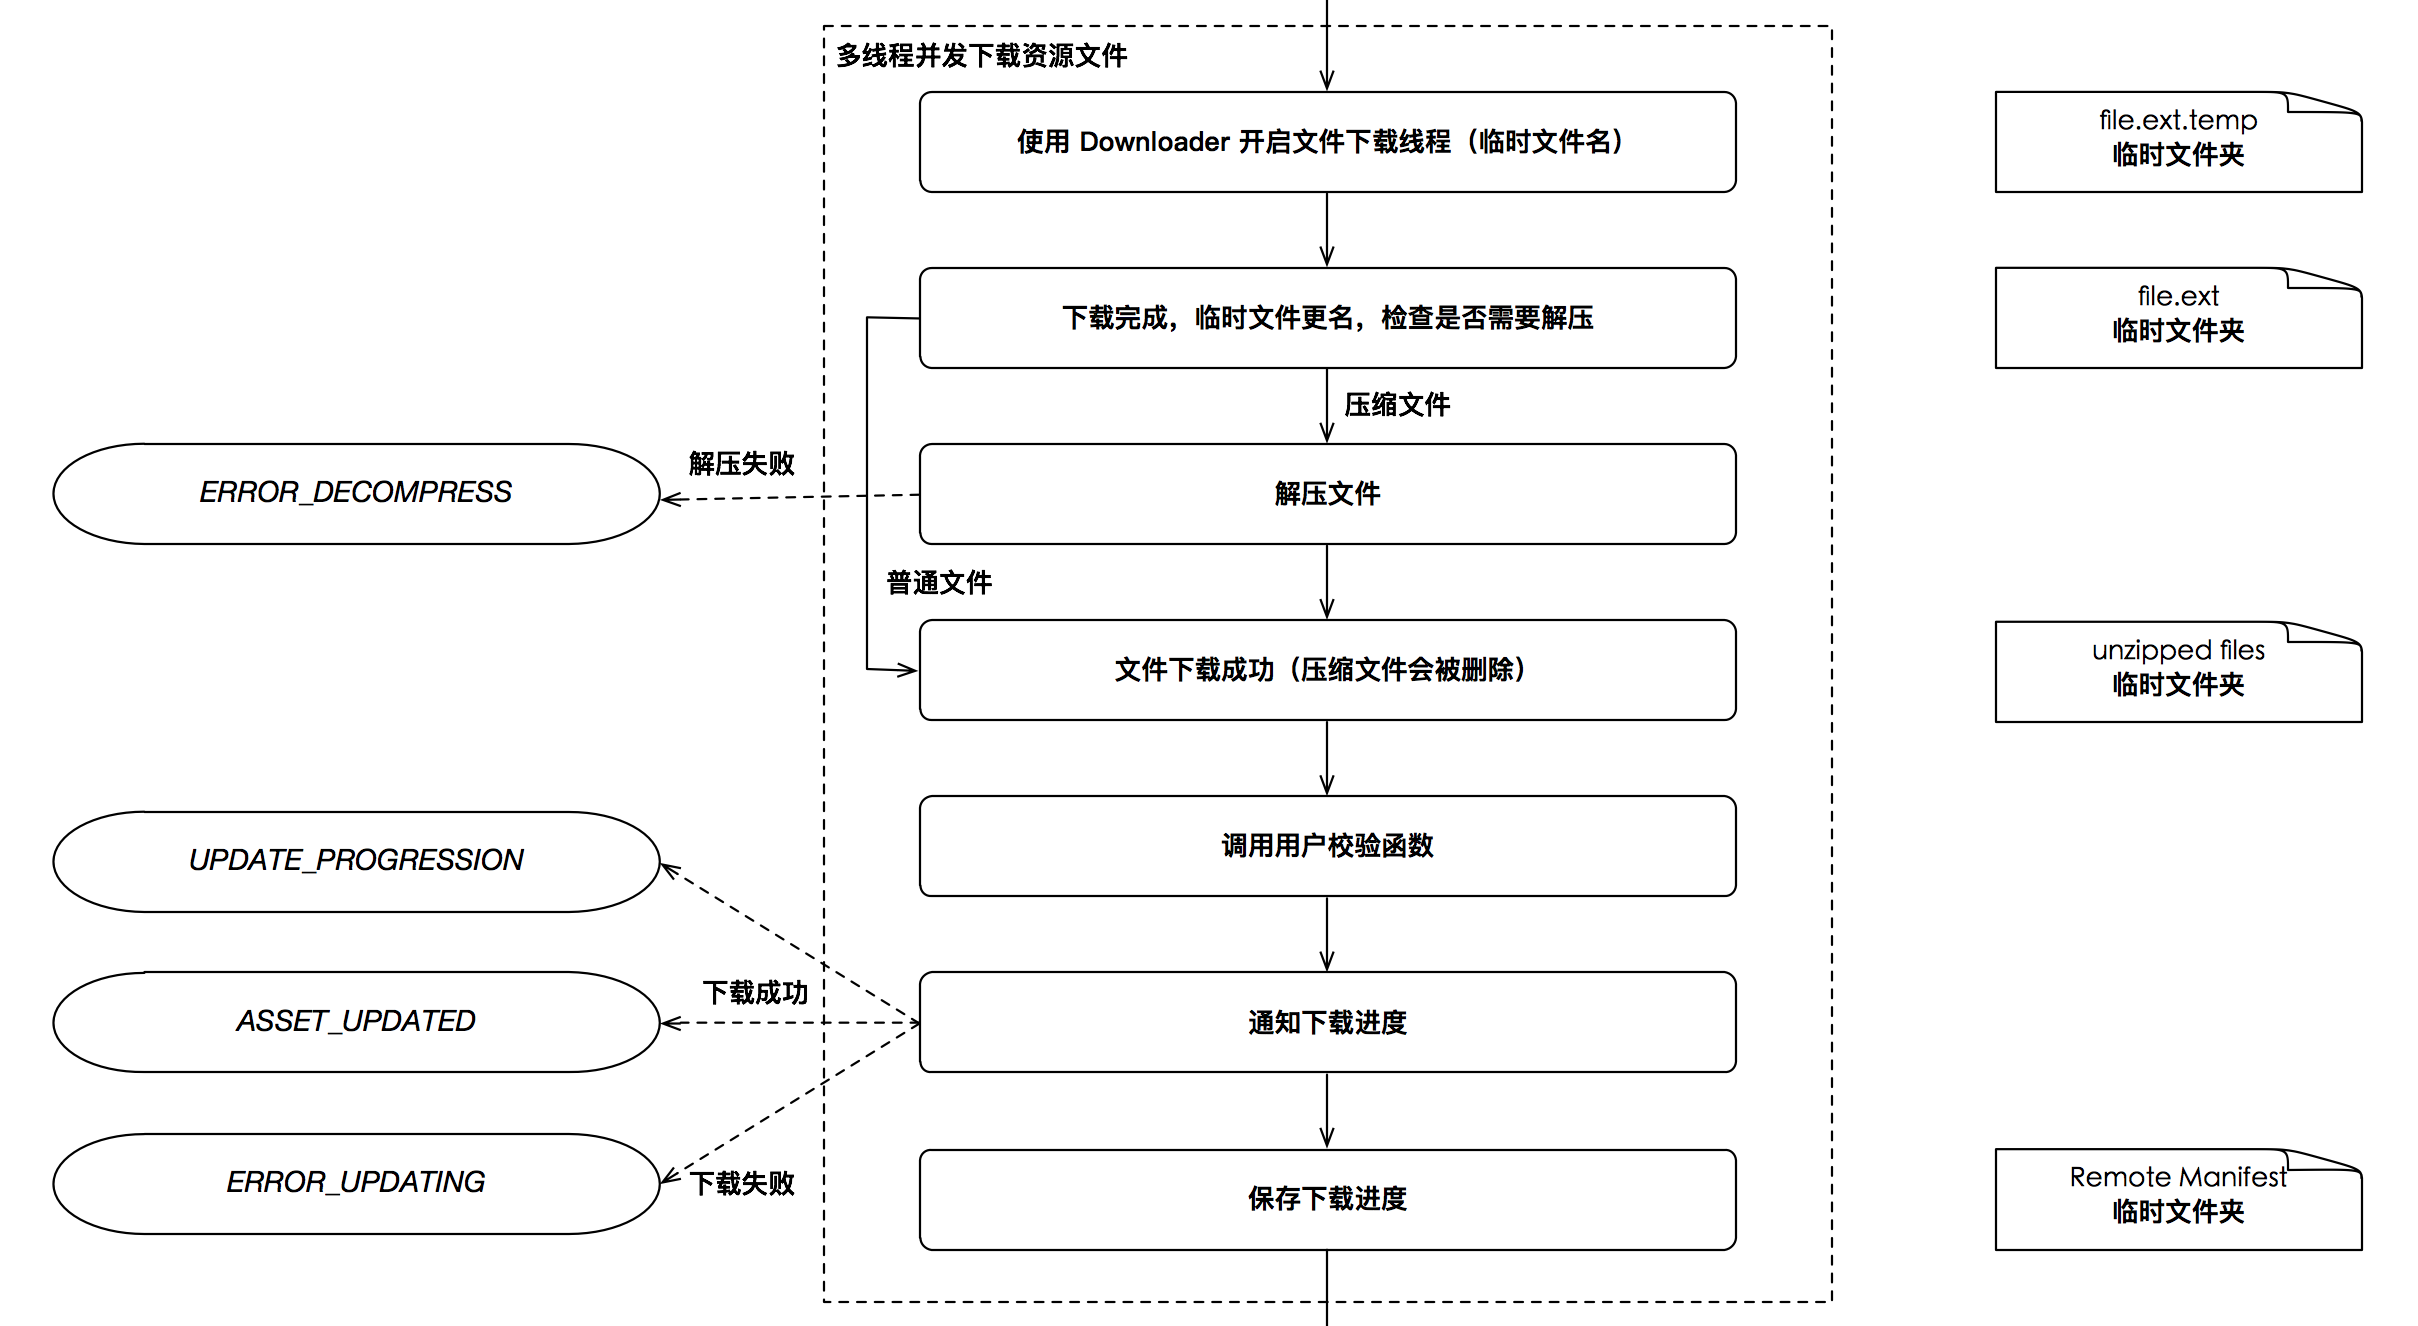 多线程并发下载资源文件
使用 Downloader 开启文件下载线程（临时文件名）
file.ext.temp
临时文件夹
下载完成，临时文件更名，检查是否需要解压
file.ext
临时文件夹
压缩文件
解压失败
ERROR_DECOMPRESS
解压文件
普通文件
文件下载成功（压缩文件会被删除）
unzipped files
临时文件夹
调用用户校验函数
UPDATE_PROGRESSION
下载成功
ASSET_UPDATED
通知下载进度
ERROR_UPDATING
下载失败
保存下载进度
Remote Manifest
临时文件夹